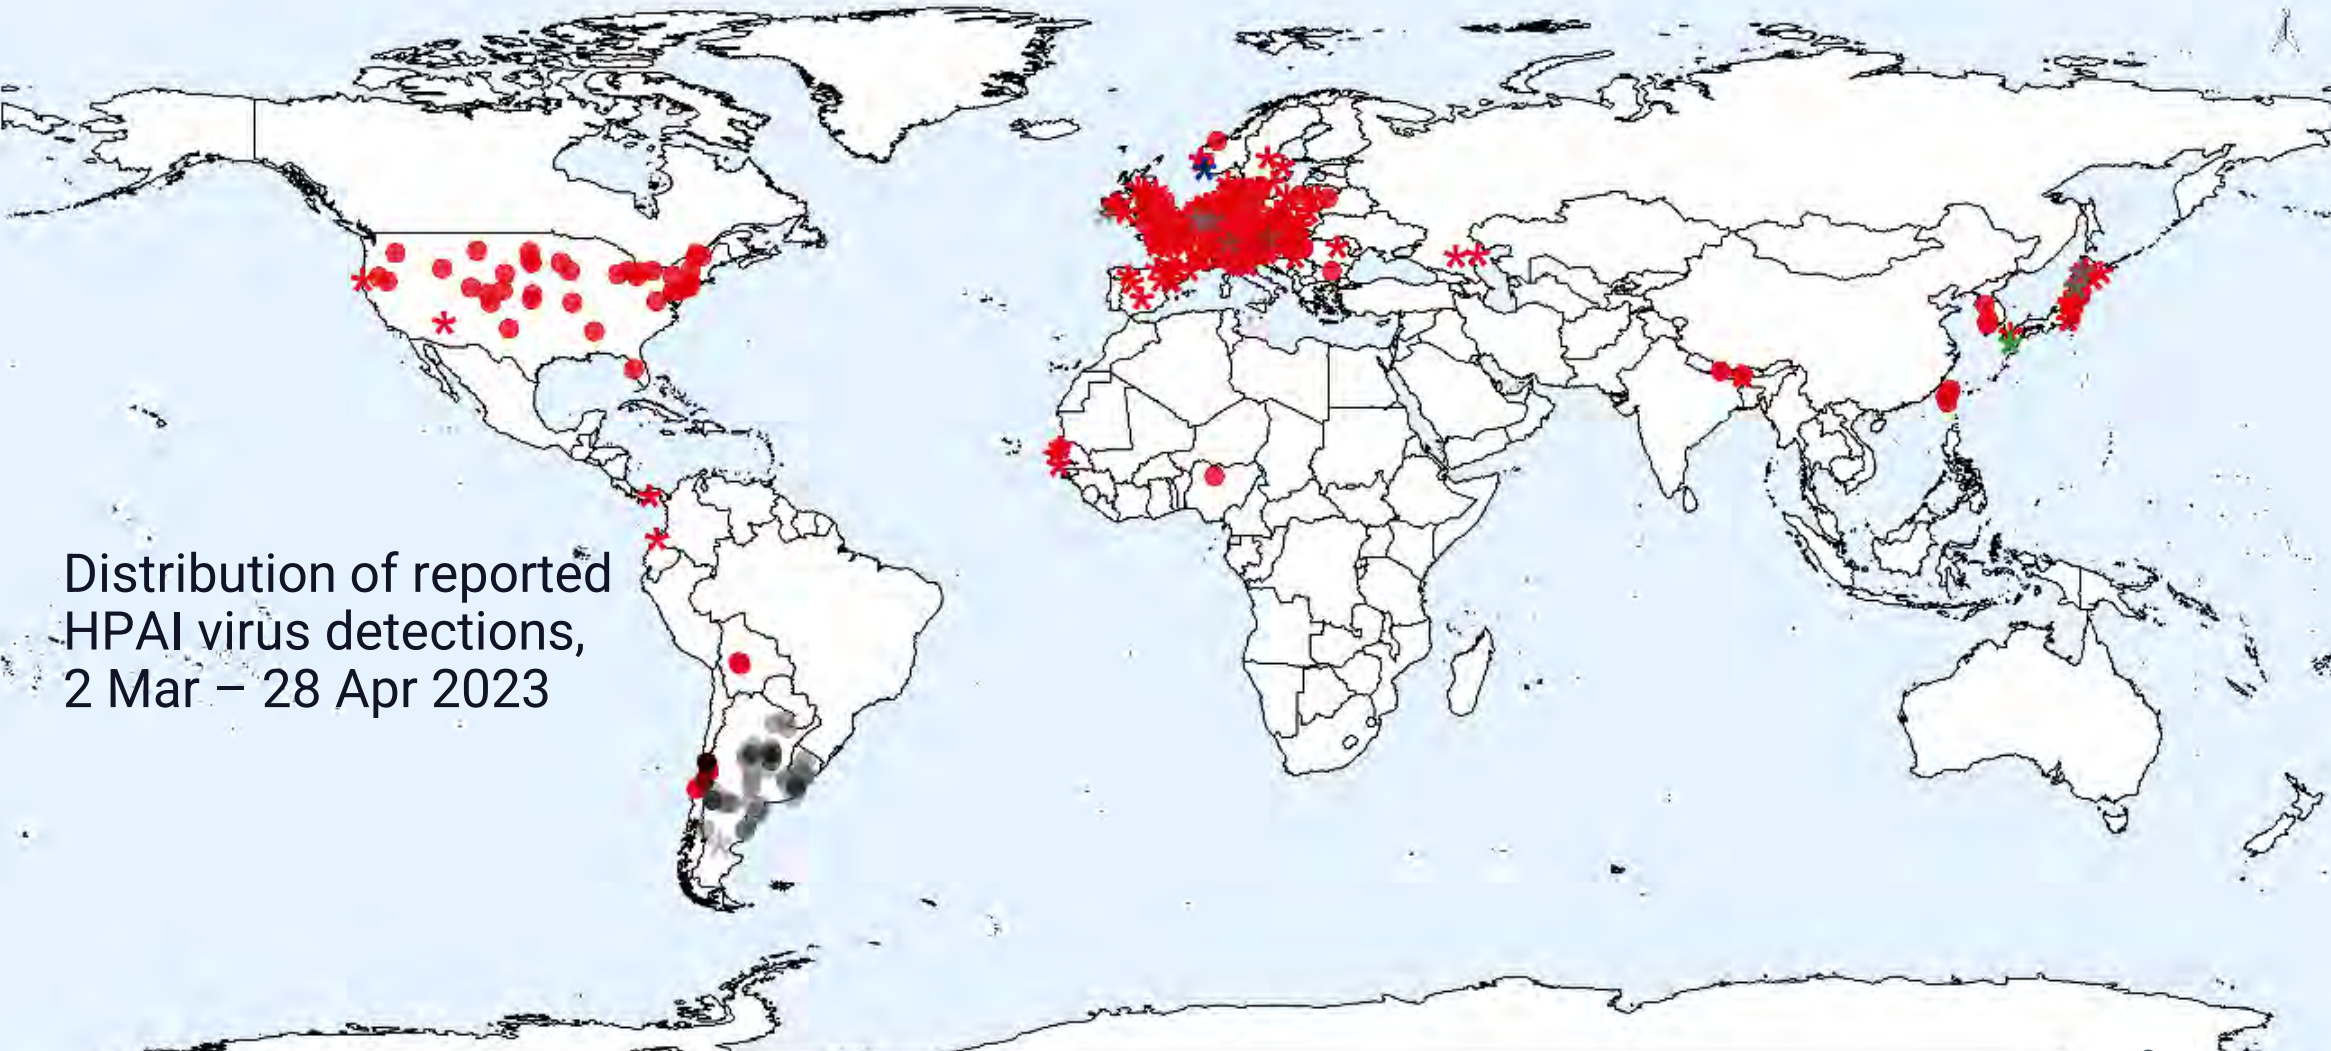 Distribution of reported
HPAI virus detections,
2 Mar – 28 Apr 2023